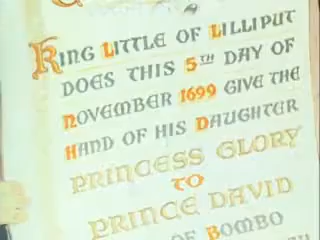 King Little of Lilliput
does this 5th day of
November 1699 give the
hand of his daughter
Princess Glory
to
Prince David
of Bombo